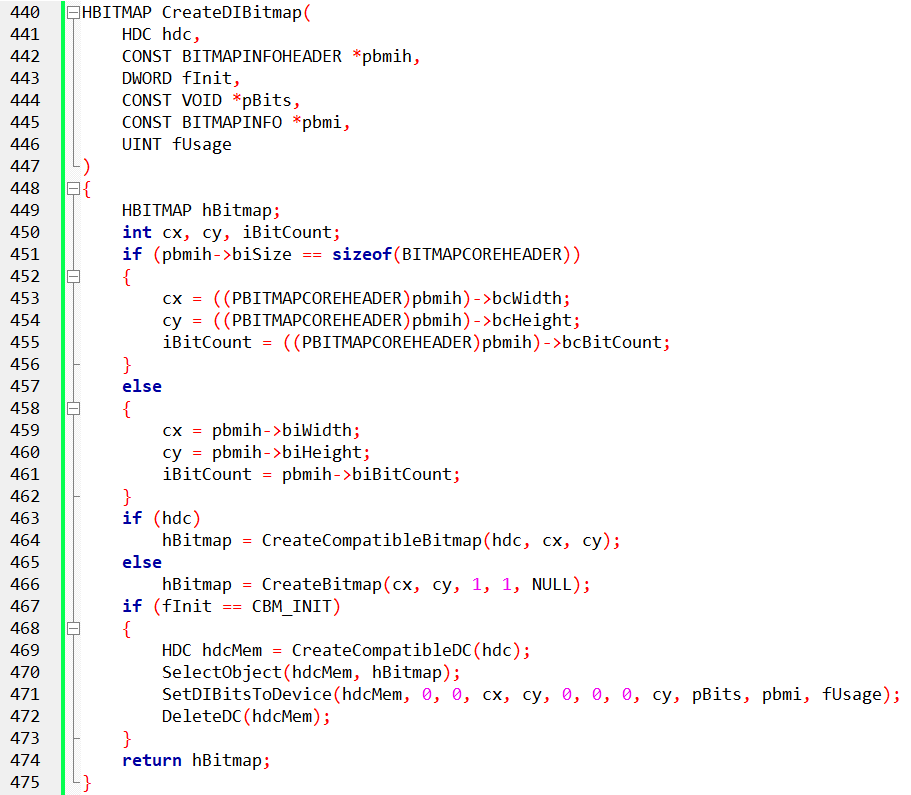 440 HBITMAP CreateDIBitmap(
441     HDC hdc,
442     CONST BITMAPINFOHEADER *pbmih,
443     DWORD fInit,
444     CONST VOID *pBits,
445     CONST BITMAPINFO *pbmi,
446     UINT fUsage
447 )
448 {
449     HBITMAP hBitmap;
450     int cx, cy, iBitCount;
451     if (pbmih->biSize == sizeof(BITMAPCOREHEADER))
452     {
453         cx = ((PBITMAPCOREHEADER)pbmih)->bcWidth;
454         cy = ((PBITMAPCOREHEADER)pbmih)->bcHeight;
455         iBitCount = ((PBITMAPCOREHEADER)pbmih)->bcBitCount;
456     }
457     else
458     {
459         cx = pbmih->biWidth;
460         cy = pbmih->biHeight;
461         iBitCount = pbmih->biBitCount;
462     }
463     if (hdc)
464         hBitmap = CreateCompatibleBitmap(hdc, cx, cy);
465     else
466         hBitmap = CreateBitmap(cx, cy, 1, 1, NULL);
467     if (fInit == CBM_INIT)
468     {
469         HDC hdcMem = CreateCompatibleDC(hdc);
470         SelectObject(hdcMem, hBitmap);
471         SetDIBitsToDevice(hdcMem, 0, 0, cx, cy, 0, 0, 0, cy, pBits, pbmi, fUsage);
472         DeleteDC(hdcMem);
473     }
474     return hBitmap;
475 }